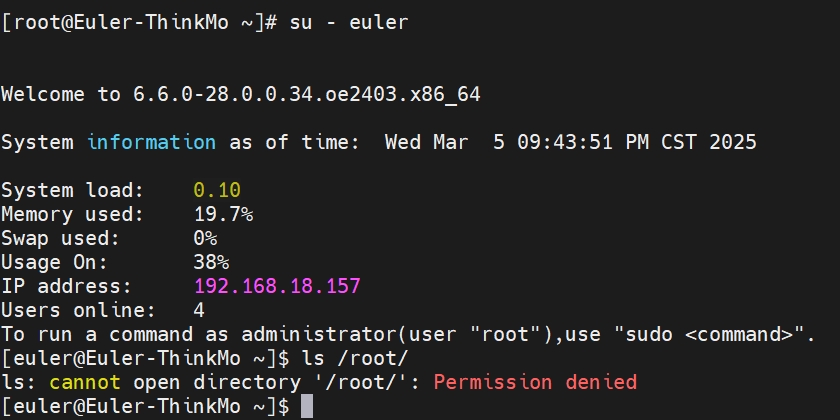 [root@Euler-ThinkMo ~]# su - euler
Welcome to 6.6.0-28.0.0.34.oe2403.x86_64
System information as of time:  Wed Mar  5 09:43:51 PM CST 2025
System load:    0.10
Memory used:    19.7%
Swap used:      0%
Usage On:       38%
IP address:     192.168.18.157
Users online:   4
To run a command as administrator(user "root"),use "sudo <command>".
[euler@Euler-ThinkMo ~]$ ls /root/
ls: cannot open directory '/root/': Permission denied
[euler@Euler-ThinkMo ~]$